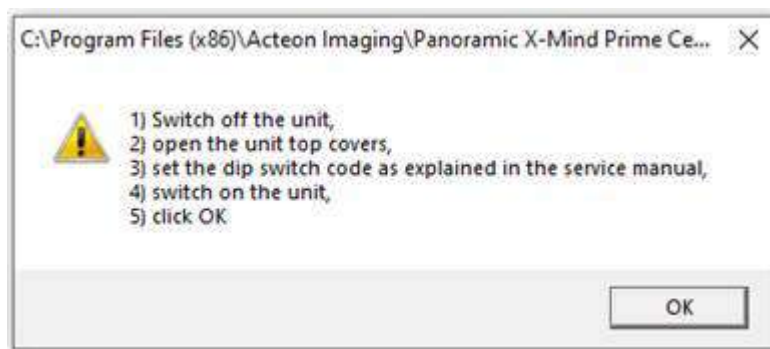 C:\Program Files (x86)\Acteon Imaging\Panoramic X-Mind Prime Ce...
1) Switch off the unit,
2) open the unit top covers,
3) set the dip switch code as explained in the service manual,
4) switch on the unit,
5) click OK
OK